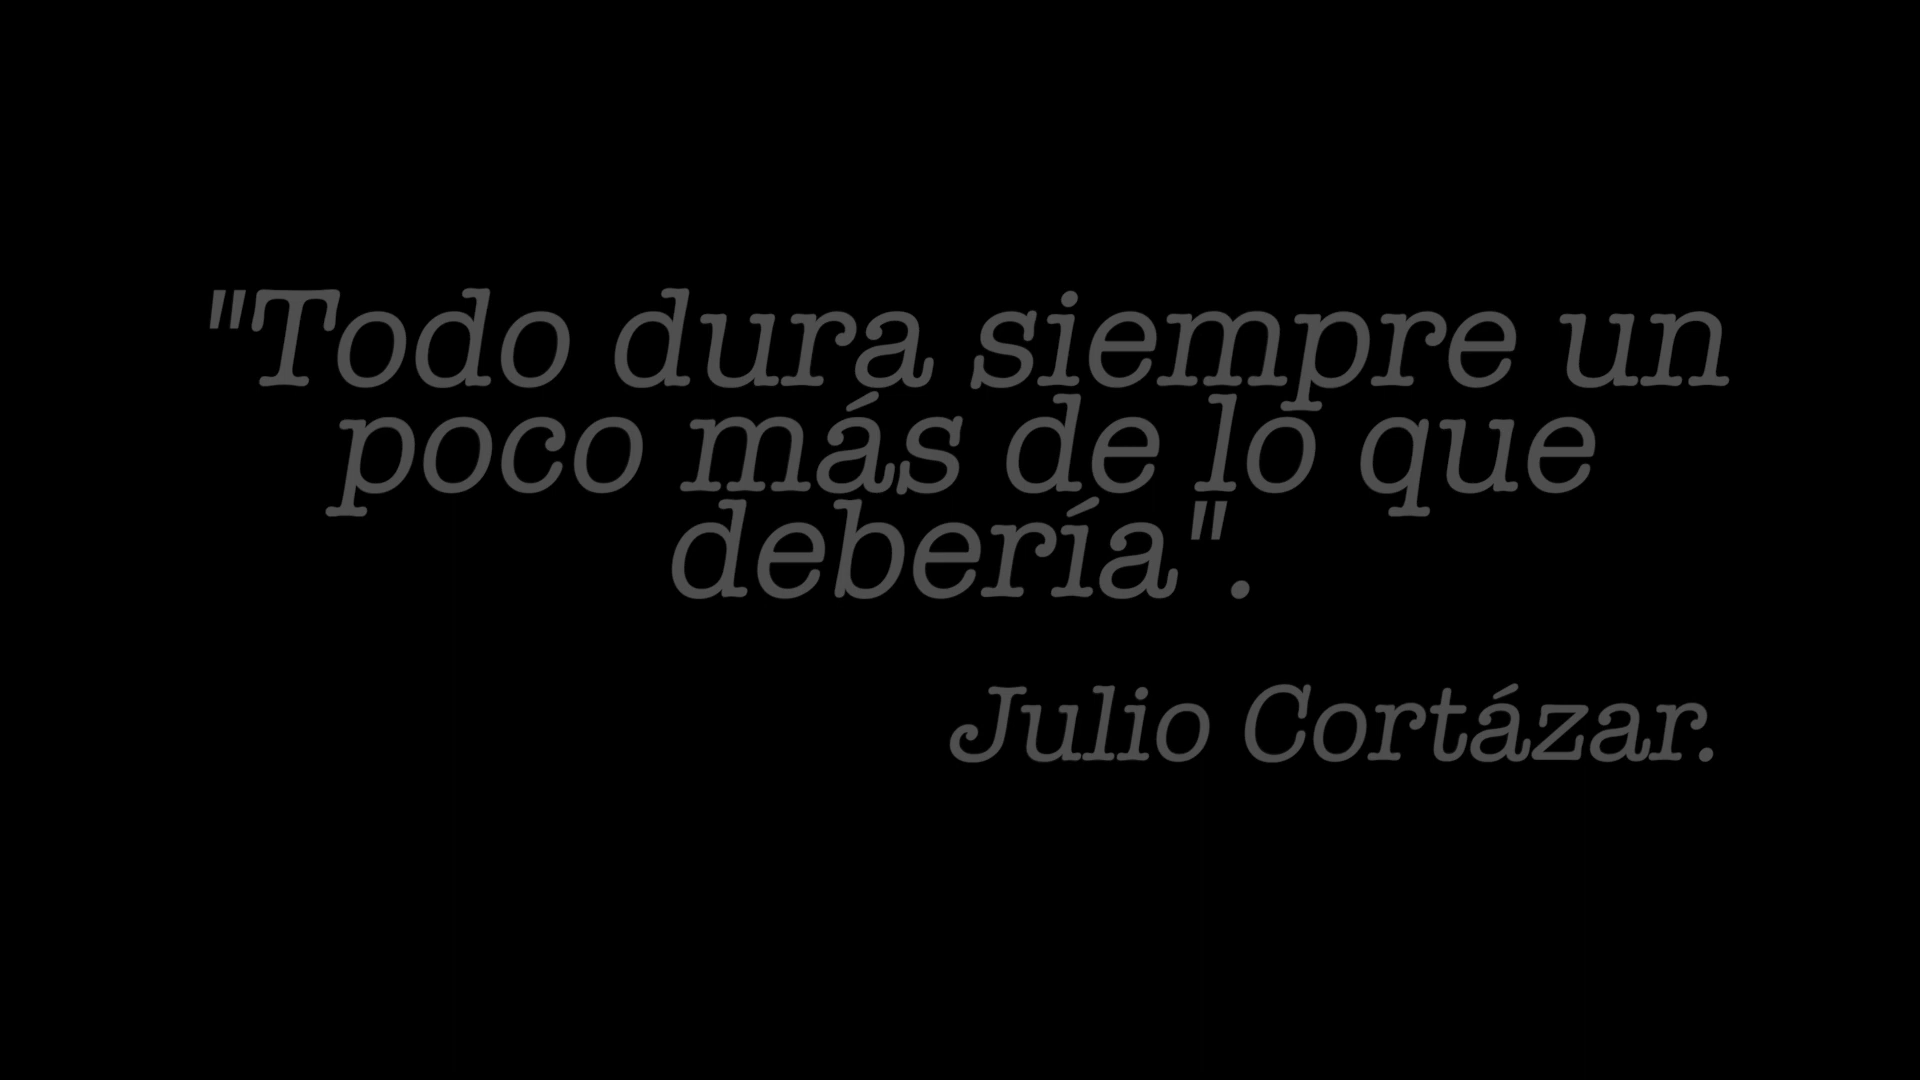 "Todo dura siempre un
poco más de lo que
debería".
Julio Cortázar.